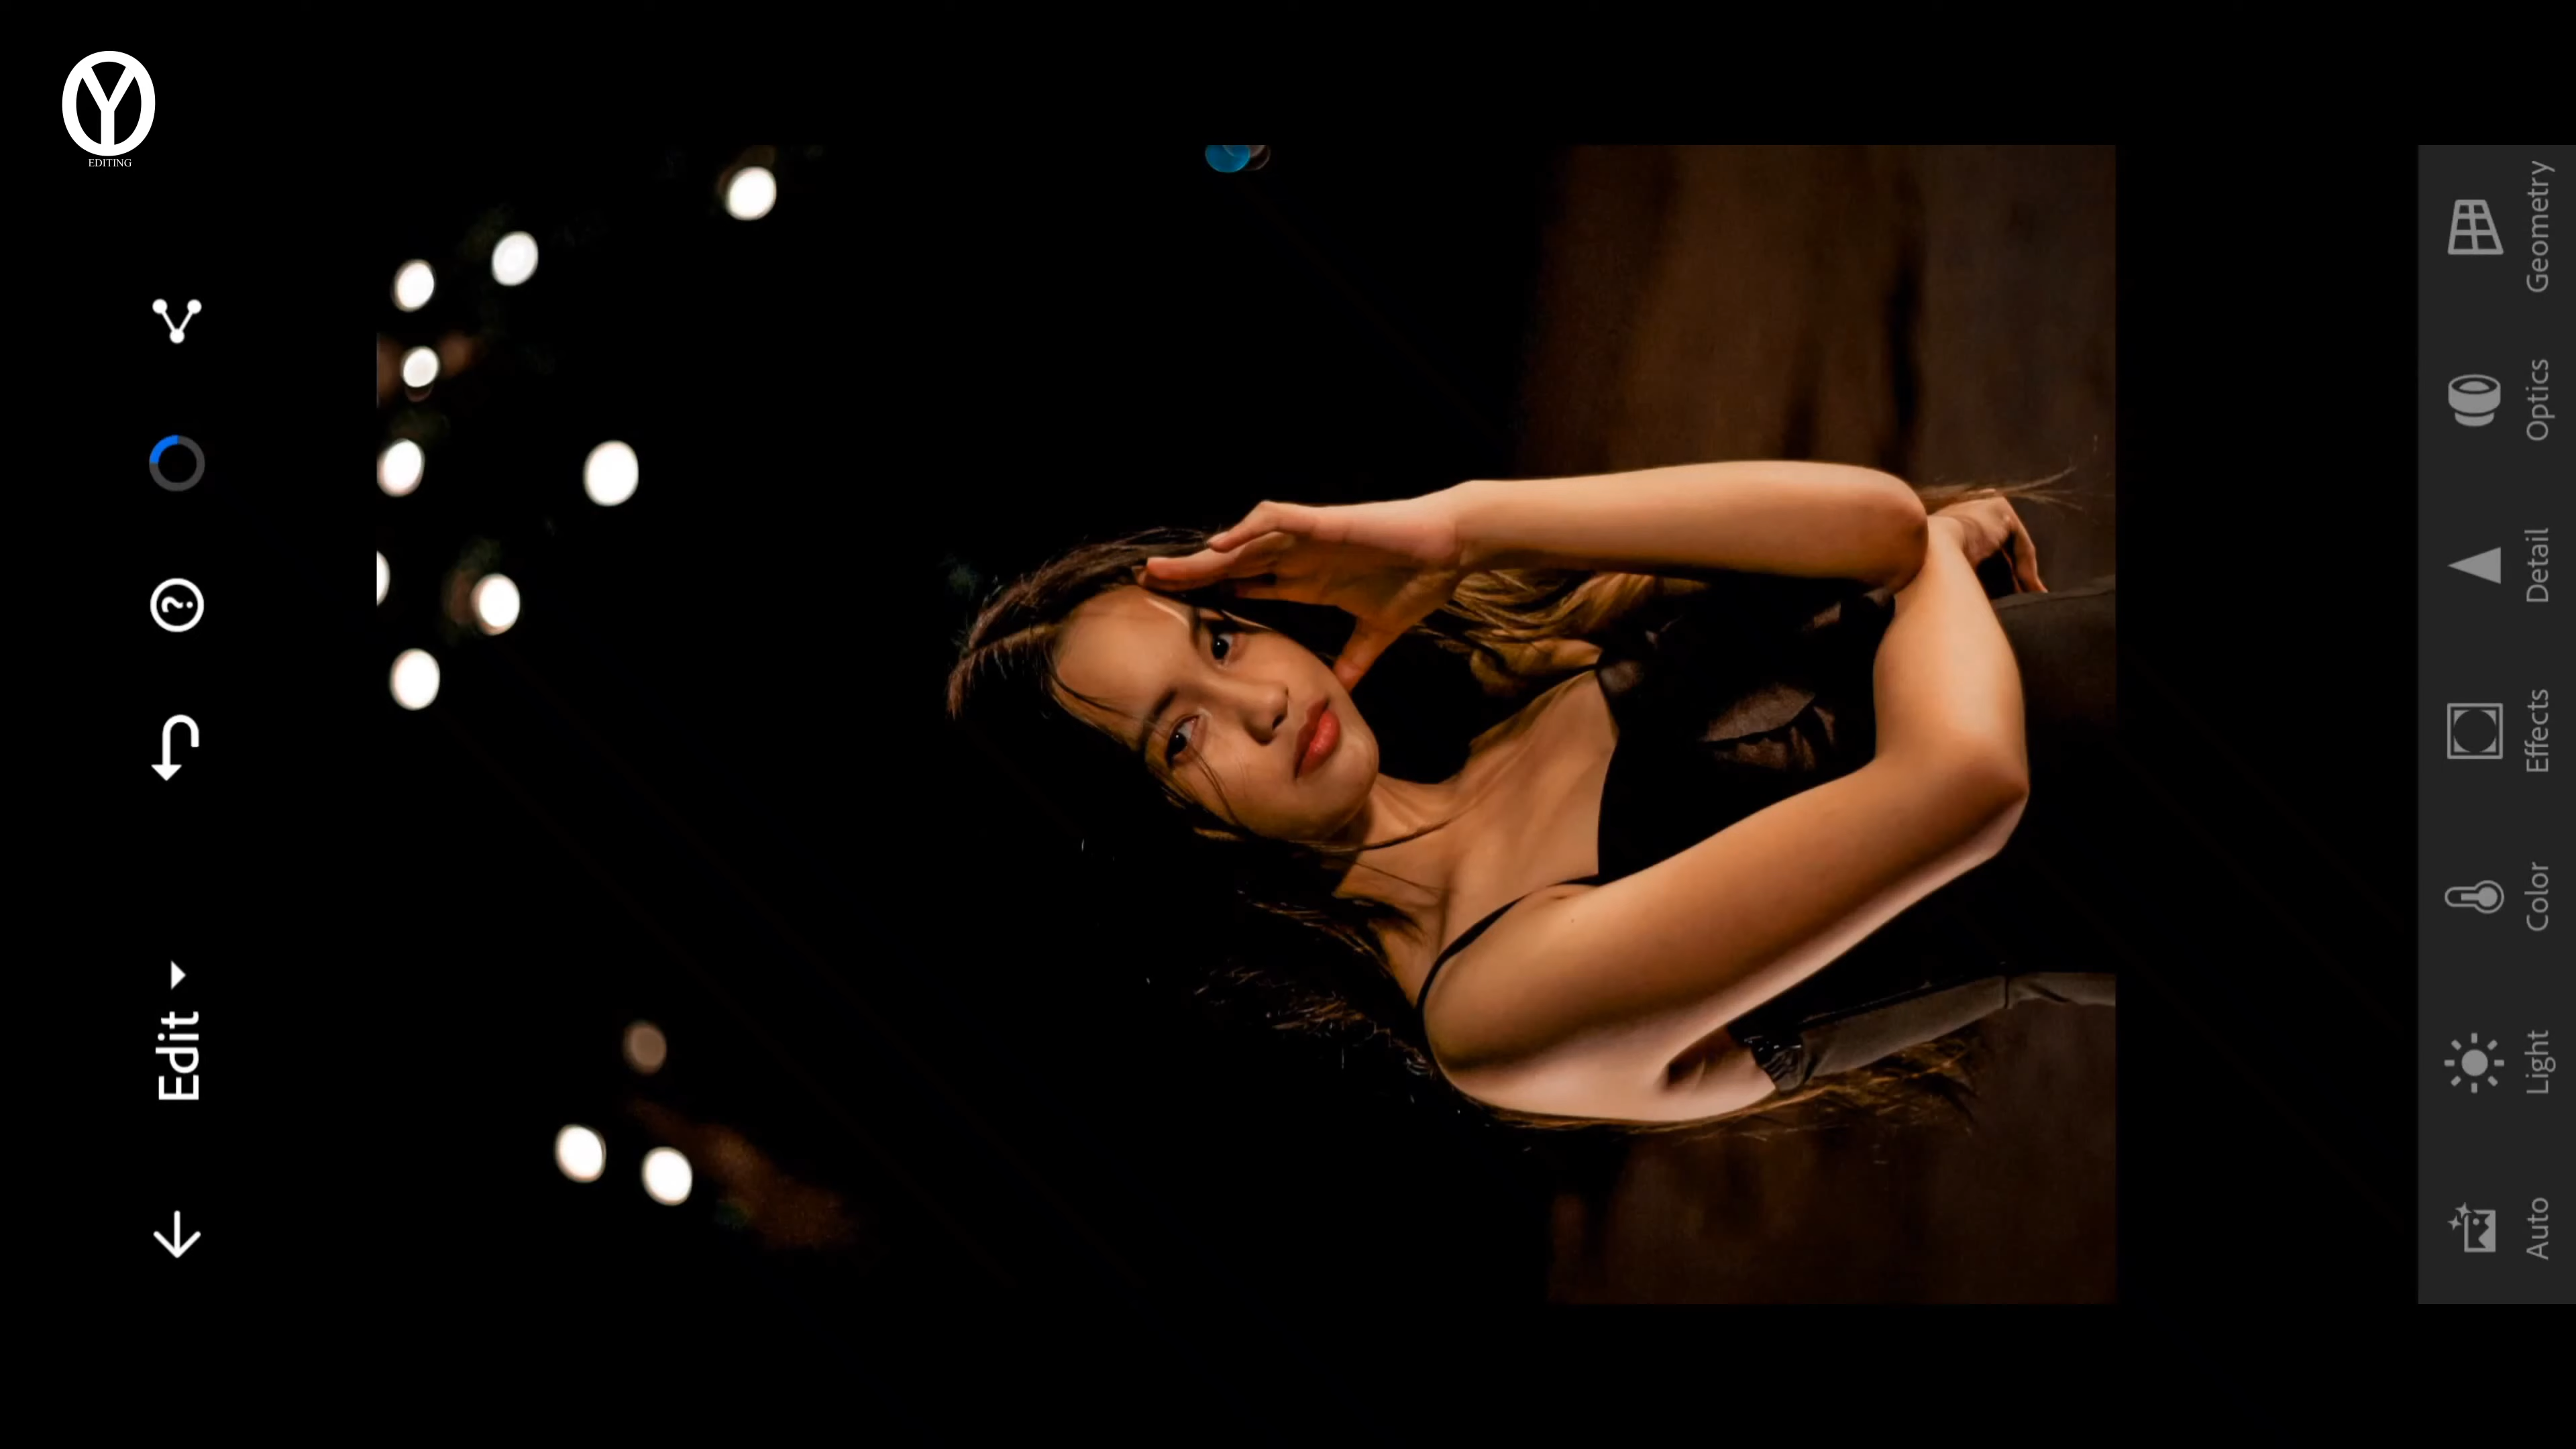 Y
EDITING
Edit
Auto
Light
Color
Effects
Detail
Optics
Geometry